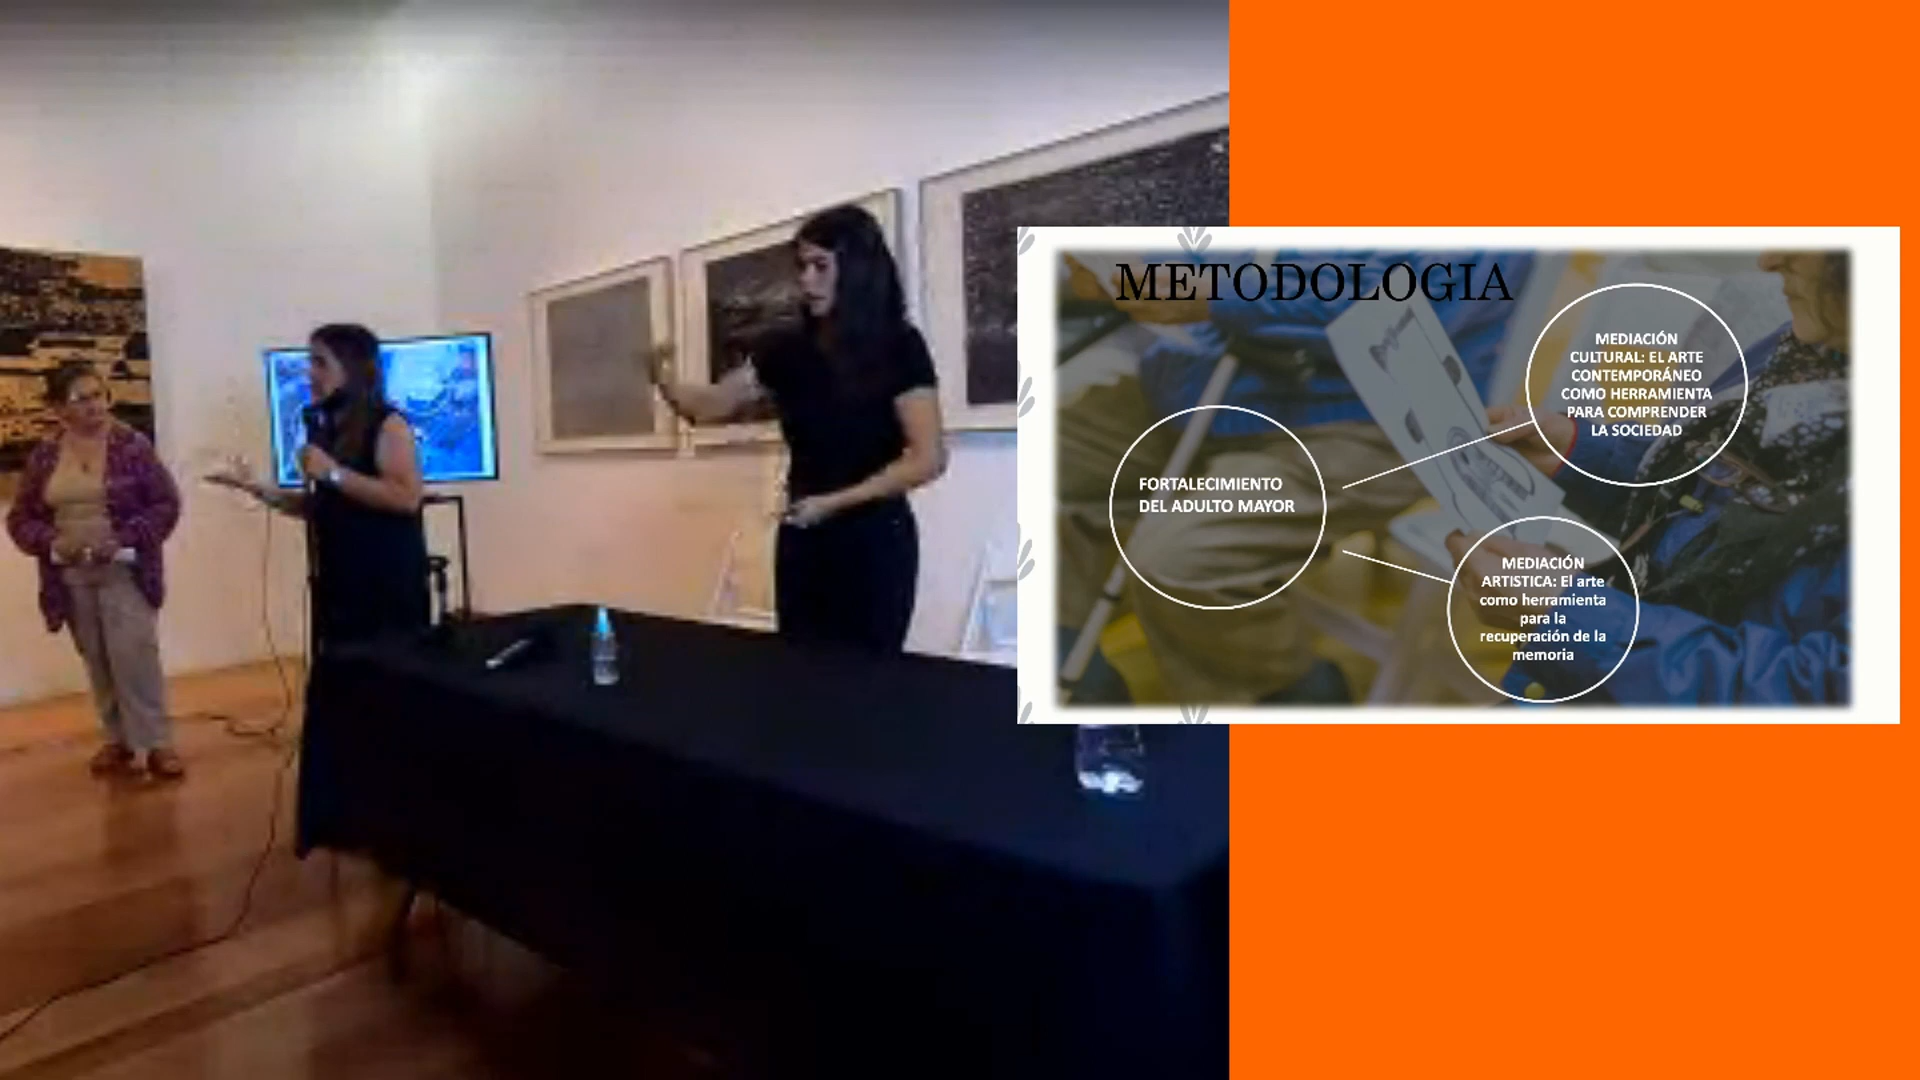 METODOLOGIA
FORTALECIMIENTO
DEL ADULTO MAYOR
MEDIACIÓN
CULTURAL: EL ARTE
CONTEMPORÁNEO
COMO HERRAMIENTA
PARA COMPRENDER
LA SOCIEDAD
MEDIACIÓN
ARTISTICA: El arte
como herramienta
para la
recuperación de la
memoria